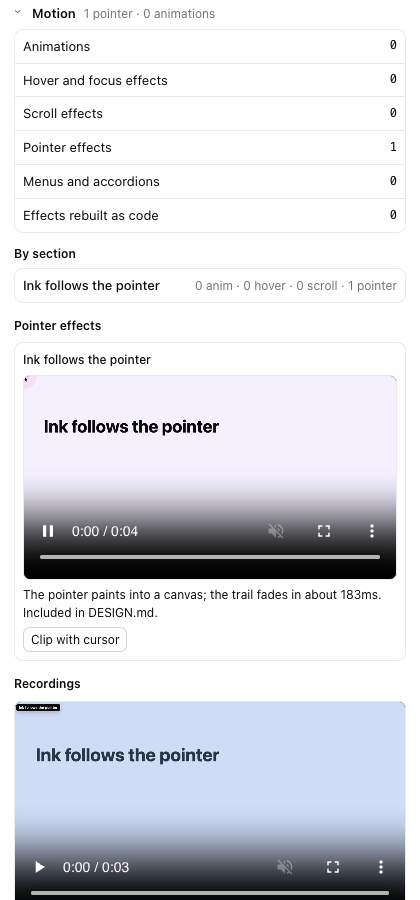 Motion 1 pointer · 0 animations
Animations 0
Hover and focus effects 0
Scroll effects 0
Pointer effects 1
Menus and accordions 0
Effects rebuilt as code 0
By section
Ink follows the pointer 0 anim · 0 hover · 0 scroll · 1 pointer
Pointer effects
Ink follows the pointer
Ink follows the pointer
0:00 / 0:04
The pointer paints into a canvas; the trail fades in about 183ms.
Included in DESIGN.md.
Clip with cursor
Recordings
Ink follows the pointer
Ink follows the pointer
0:00 / 0:03